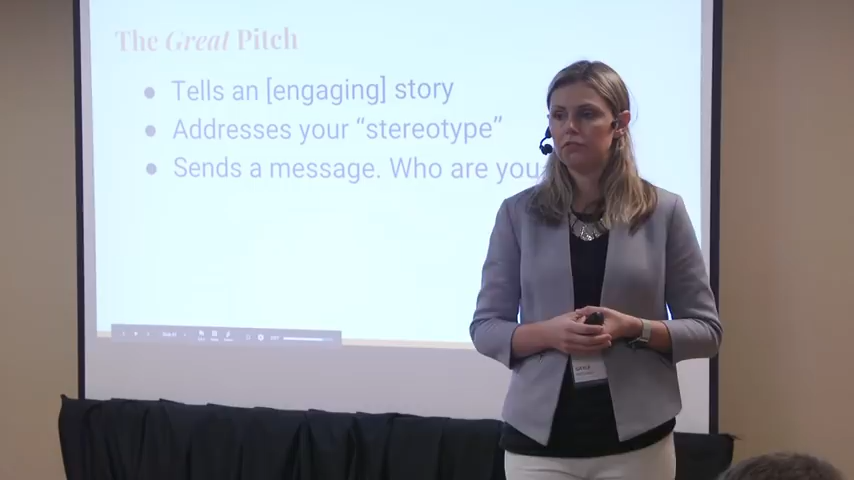 The Great Pitch
● Tells an [engaging] story
● Addresses your “stereotype”
● Sends a message. Who are you